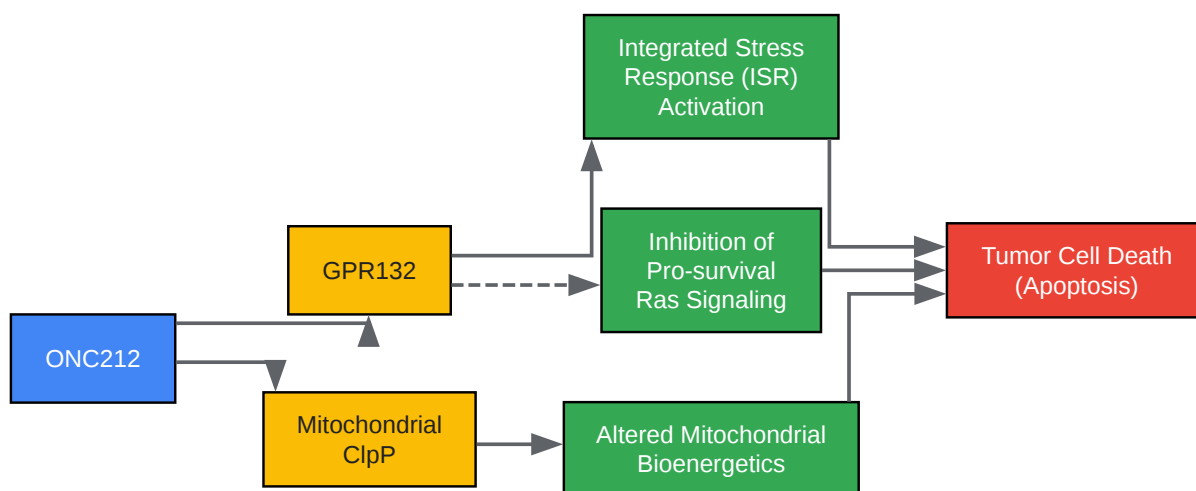 Integrated Stress
Response (ISR)
Activation
GPR132
Inhibition of
Pro-survival
Ras Signaling
Tumor Cell Death
(Apoptosis)
ONC212
Mitochondrial
ClpP
Altered Mitochondrial
Bioenergetics